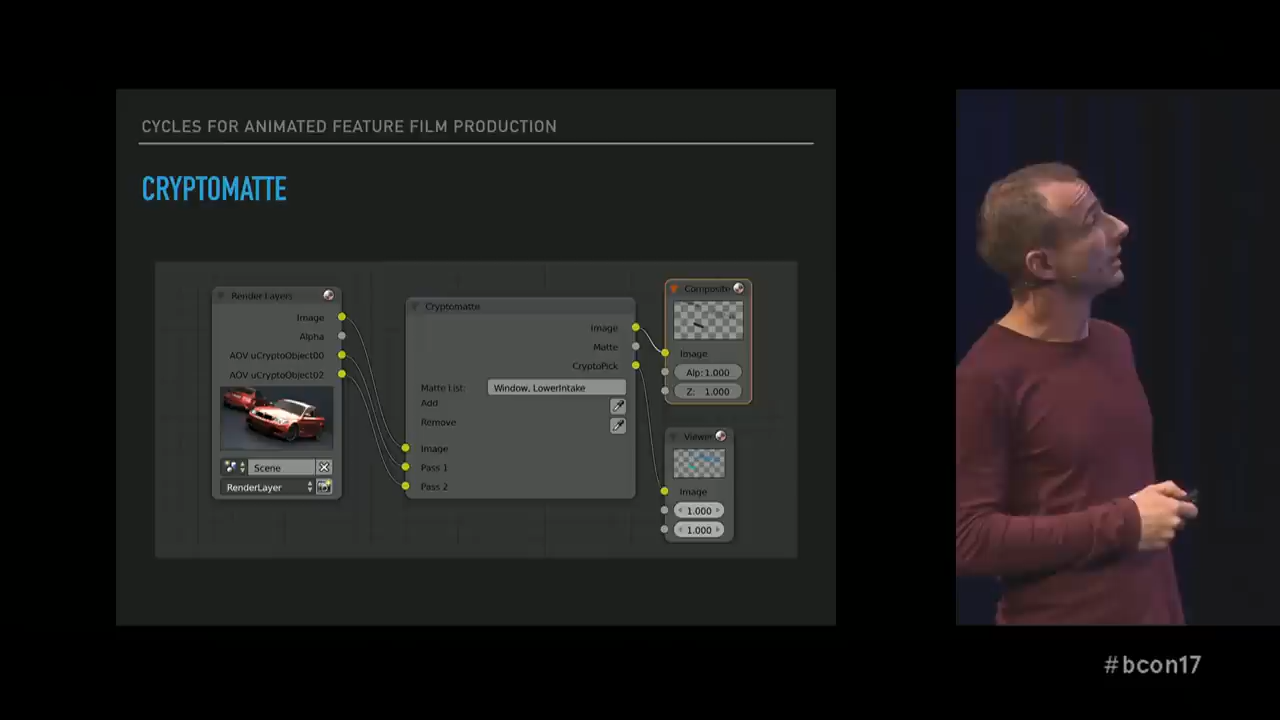 CYCLES FOR ANIMATED FEATURE FILM PRODUCTION
CRYPTOMATTE
Render Layers
Image
Alpha
AOV uCryptoObject00
AOV uCryptoObject02
Scene
RenderLayer
Cryptomatte
Image
Matte
CryptoPick
Matte List: Window, LowerIntake
Add
Remove
Image
Pass 1
Pass 2
Composite
Image
Alp: 1.000
Z: 1.000
Viewer
Image
1.000
1.000
#bcon17